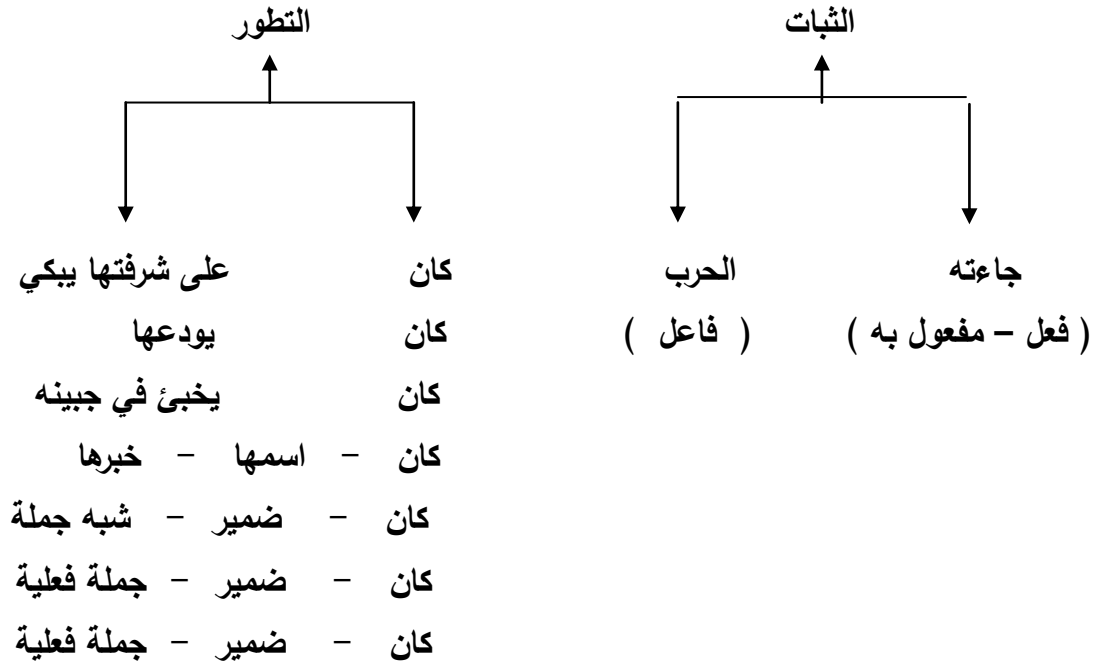 الثبات
التطور
جاءته الحرب
( فعل – مفعول به ) ( فاعل )
كان على شرفتها يبكي
كان يودعها
كان يخبئ في جبينه
كان – اسمها – خبرها
كان – ضمير – شبه جملة
كان – ضمير – جملة فعلية
كان – ضمير – جملة فعلية